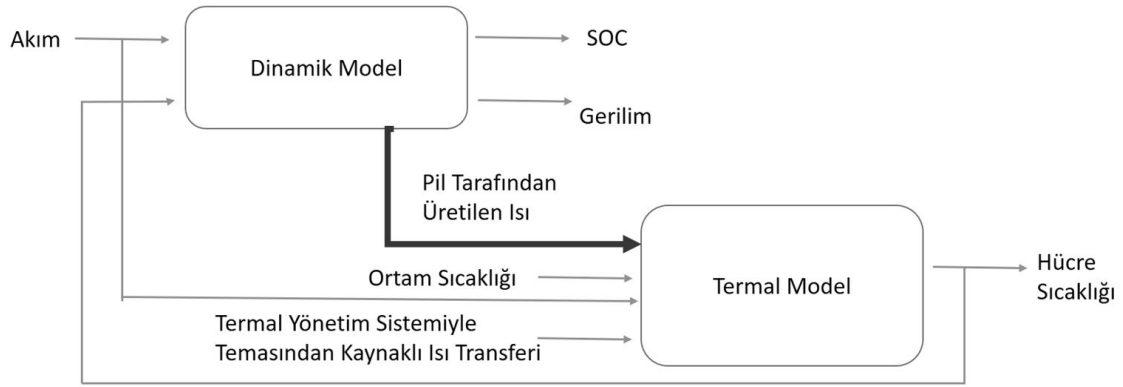 Akım
Dinamik Model
SOC
Gerilim
Pil Tarafından
Üretilen Isı
Ortam Sıcaklığı
Termal Model
Hücre
Sıcaklığı
Termal Yönetim Sistemiyle
Temasından Kaynaklı Isı Transferi